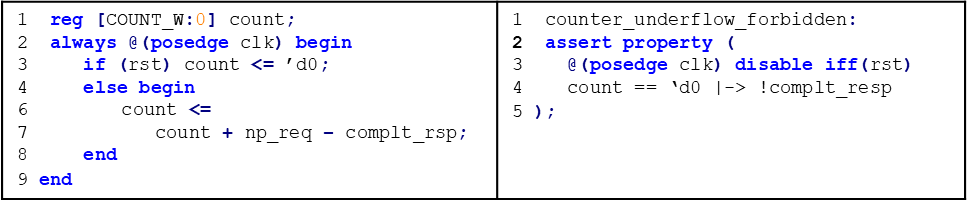 1 reg [COUNT_W:0] count;
2 always @(posedge clk) begin
3 if (rst) count <= ’d0;
4 else begin
6 count <=
7 count + np_req – complt_rsp;
8 end
9 end
1 counter_underflow_forbidden:
2 assert property (
3 @(posedge clk) disable iff(rst)
4 count == ‘d0 |-> !complt_resp
5 );